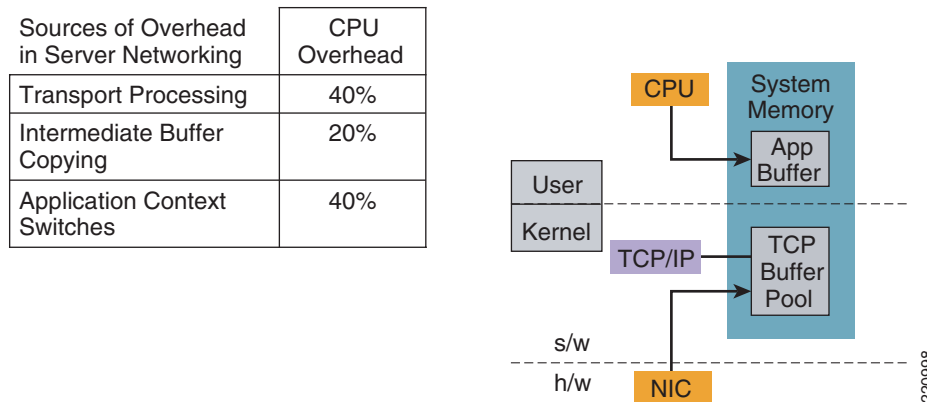 Sources of Overhead
in Server Networking
CPU
Overhead
Transport Processing
40%
Intermediate Buffer
Copying
20%
Application Context
Switches
40%
CPU
System
Memory
App
Buffer
User
Kernel
TCP/IP
TCP
Buffer
Pool
s/w
h/w
NIC